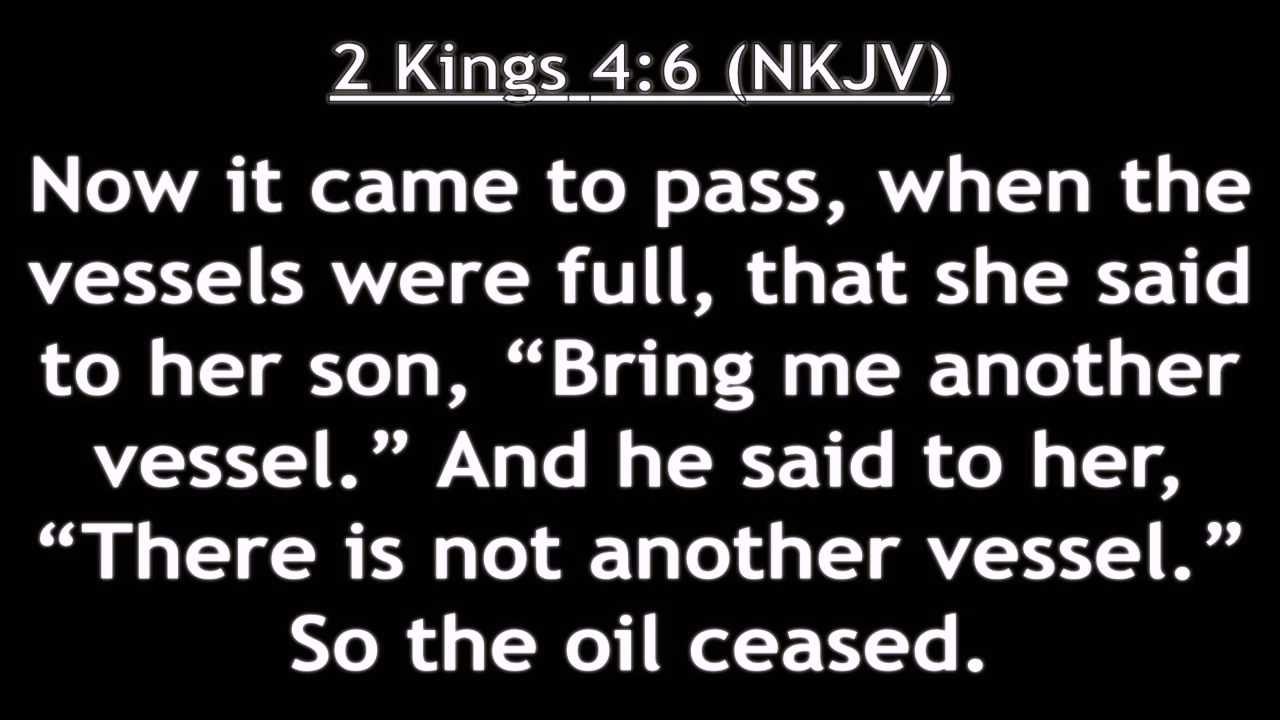 2 Kings 4:6 (NKJV)
Now it came to pass, when the
vessels were full, that she said
to her son, “Bring me another
vessel.” And he said to her,
“There is not another vessel.”
So the oil ceased.